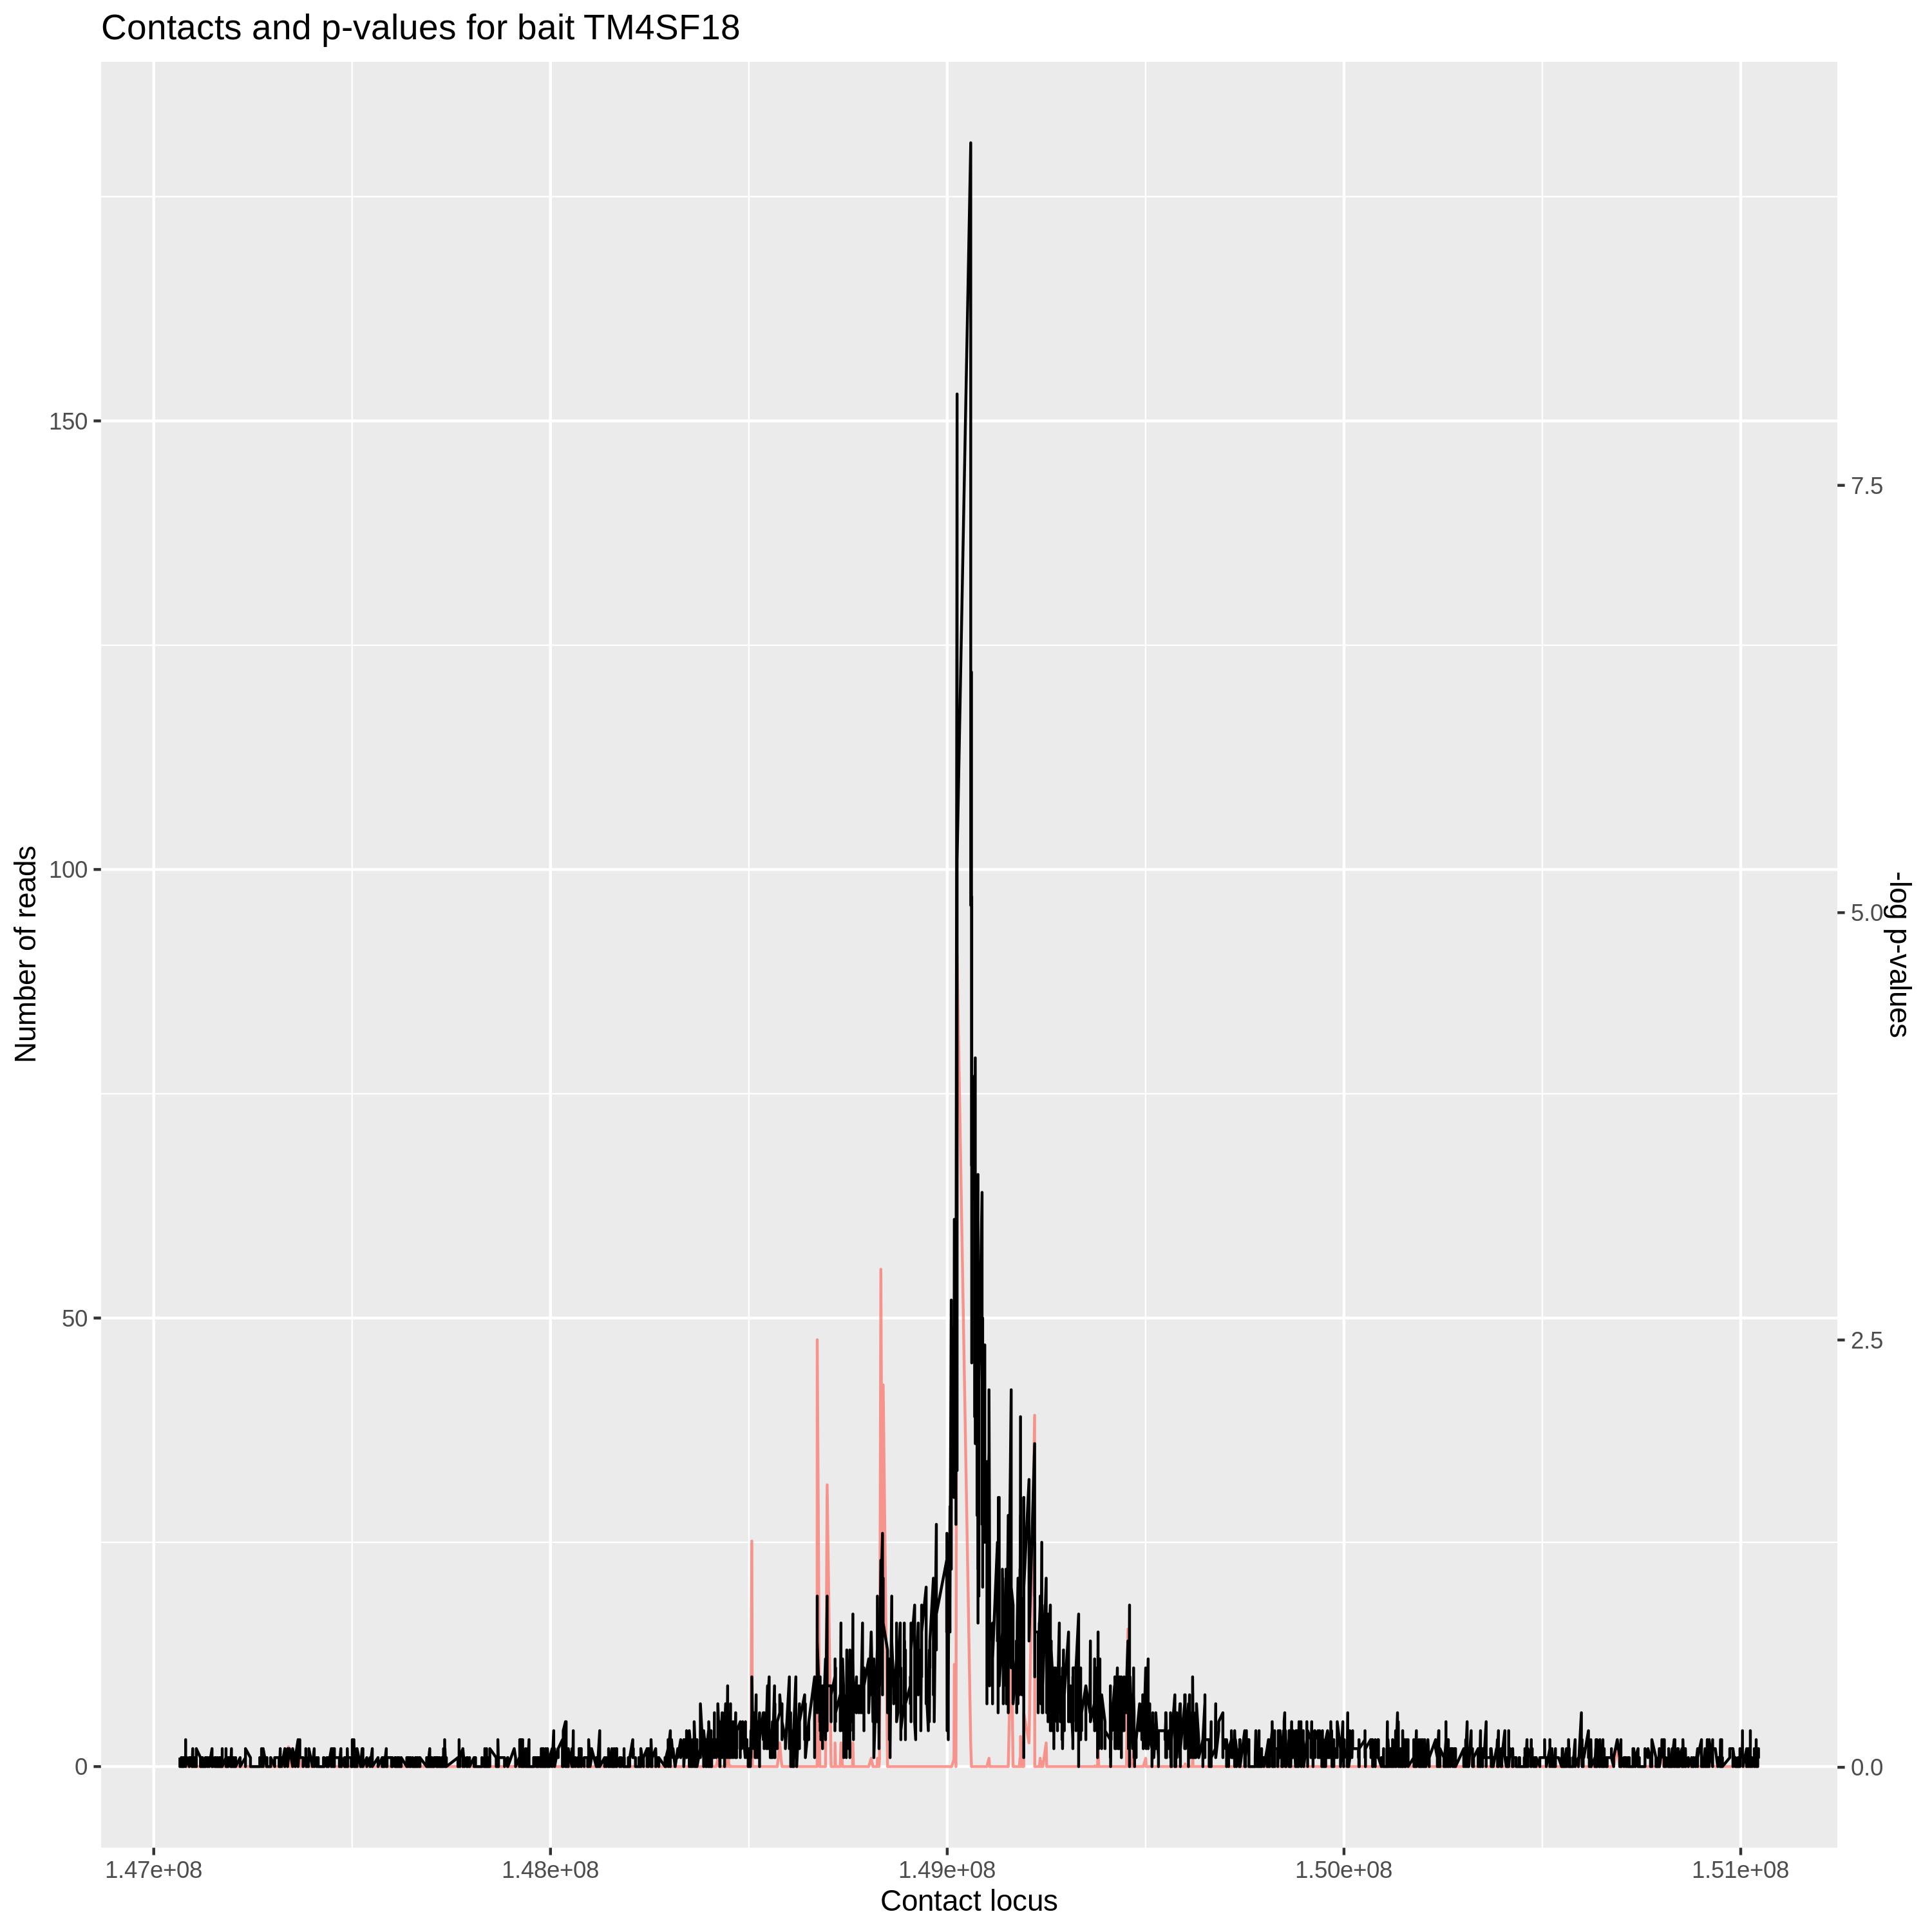 Contacts and p-values for bait TM4SF18
150
100
50
0
Number of reads
7.5
5.0
2.5
0.0
-log p-values
1.47e+08
1.48e+08
1.49e+08
1.50e+08
1.51e+08
Contact locus